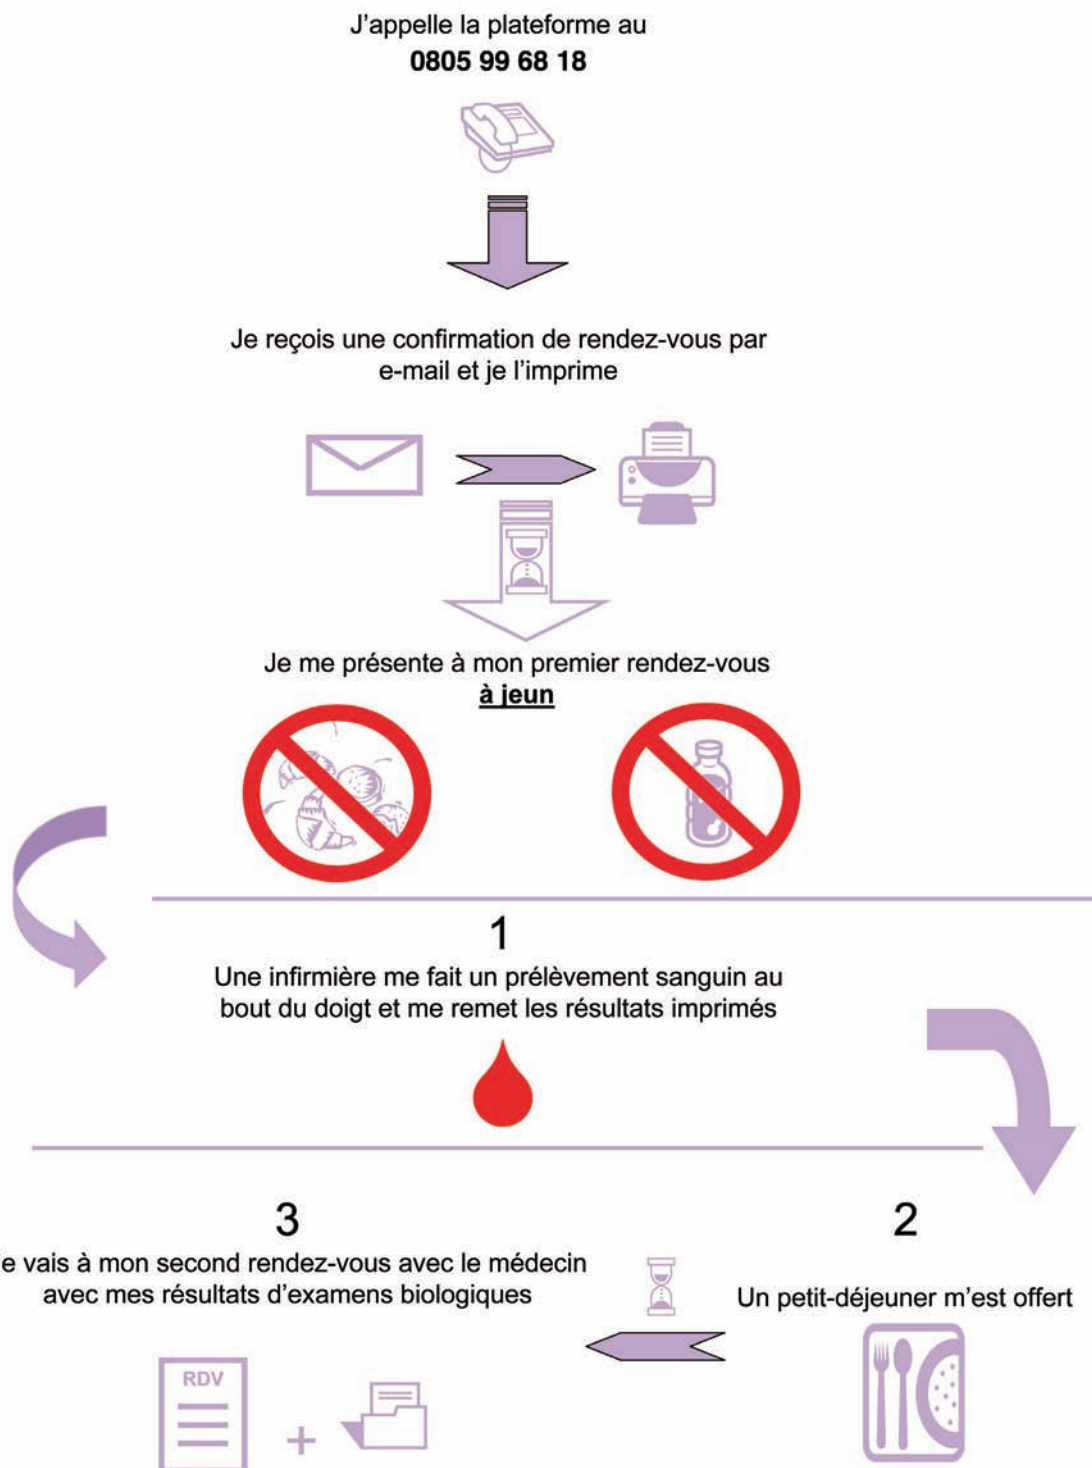 J'appelle la plateforme au
0805 99 68 18
Je reçois une confirmation de rendez-vous par
e-mail et je l'imprime
Je me présente à mon premier rendez-vous
à jeun
1
Une infirmière me fait un prélèvement sanguin au
bout du doigt et me remet les résultats imprimés
2
Un petit-déjeuner m'est offert
3
e vais à mon second rendez-vous avec le médecin
avec mes résultats d'examens biologiques
RDV
+